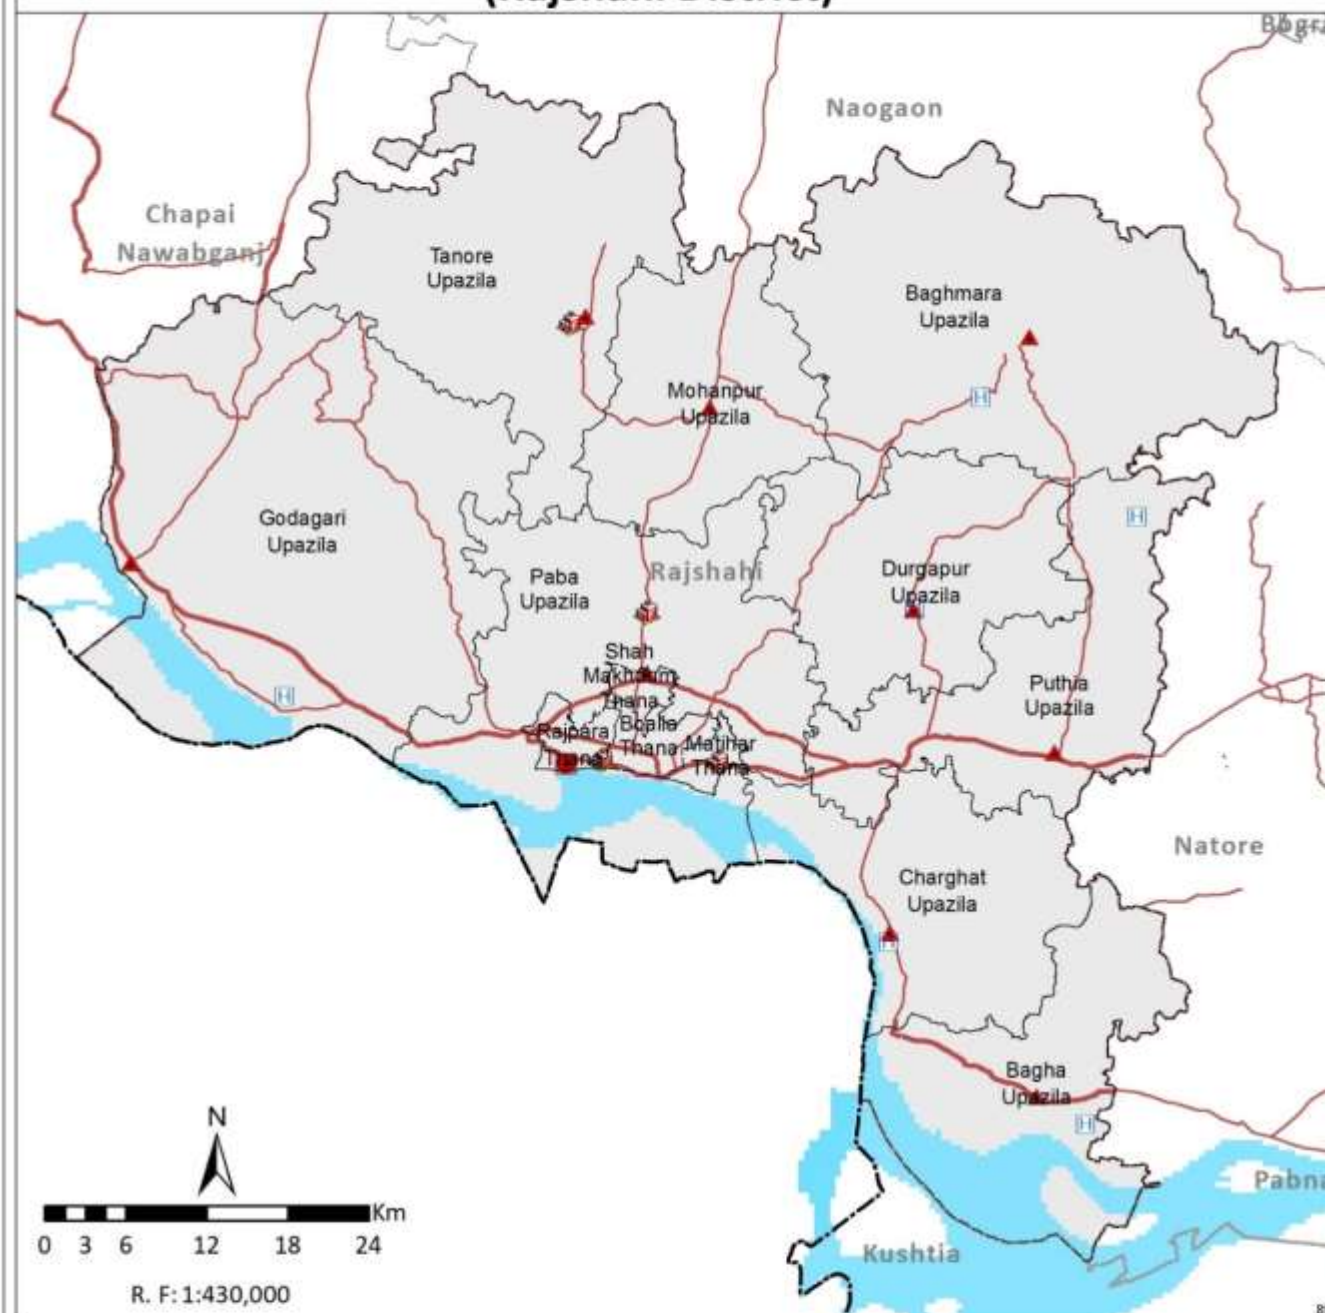 (Rajshahi District)
Naogaon
Chapai
Nawabganj
Tanore
Upazila
Baghmara
Upazila
Mohanpur
Upazila
Godagari
Upazila
Paba
Upazila
Rajshahi
Durgapur
Upazila
Shah
Makhdum
Thana
Puthia
Upazila
Rajpara
Thana
Boalia
Thana
Matihar
Thana
Natore
Charghat
Upazila
Bagha
Upazila
H
H
H
H
H
Pabna
Kushtia
N
Km
0 3 6 12 18 24
R. F: 1:430,000